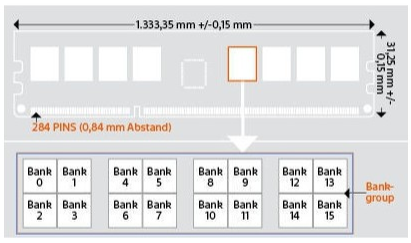 1.333,35 mm +/-0,15 mm
31,25 mm +/-
0,15 mm
284 PINS (0,84 mm Abstand)
Bank 0
Bank 1
Bank 4
Bank 5
Bank 8
Bank 9
Bank 12
Bank 13
Bank 2
Bank 3
Bank 6
Bank 7
Bank 10
Bank 11
Bank 14
Bank 15
Bank-
group